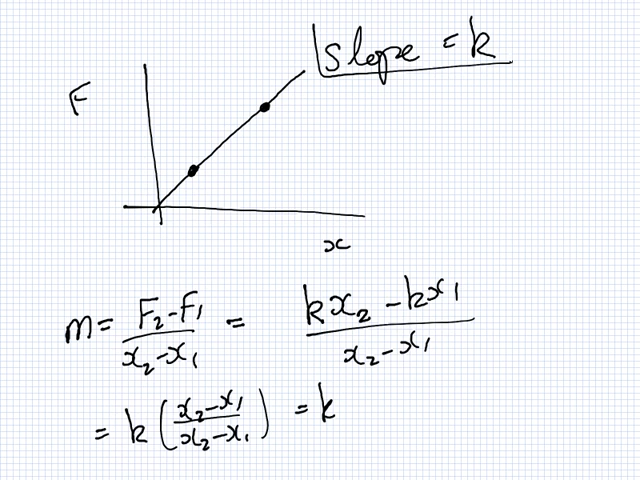 slope = k
F
x
m = F₂-F₁/x₂-x₁ = kx₂-kx₁/x₂-x₁
= k(x₂-x₁/x₂-x₁) = k